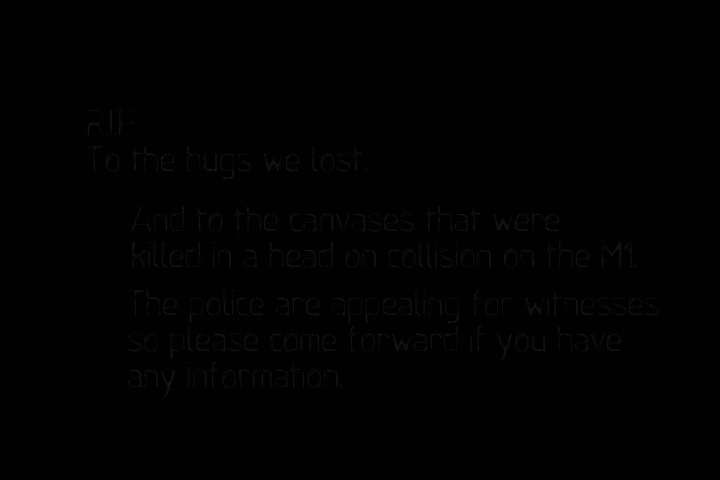 R.I.P
To the hugs we lost.
And to the canvases that were
killed in a head on collision on the M1.
The police are appealing for witnesses
so please come forward if you have
any information.